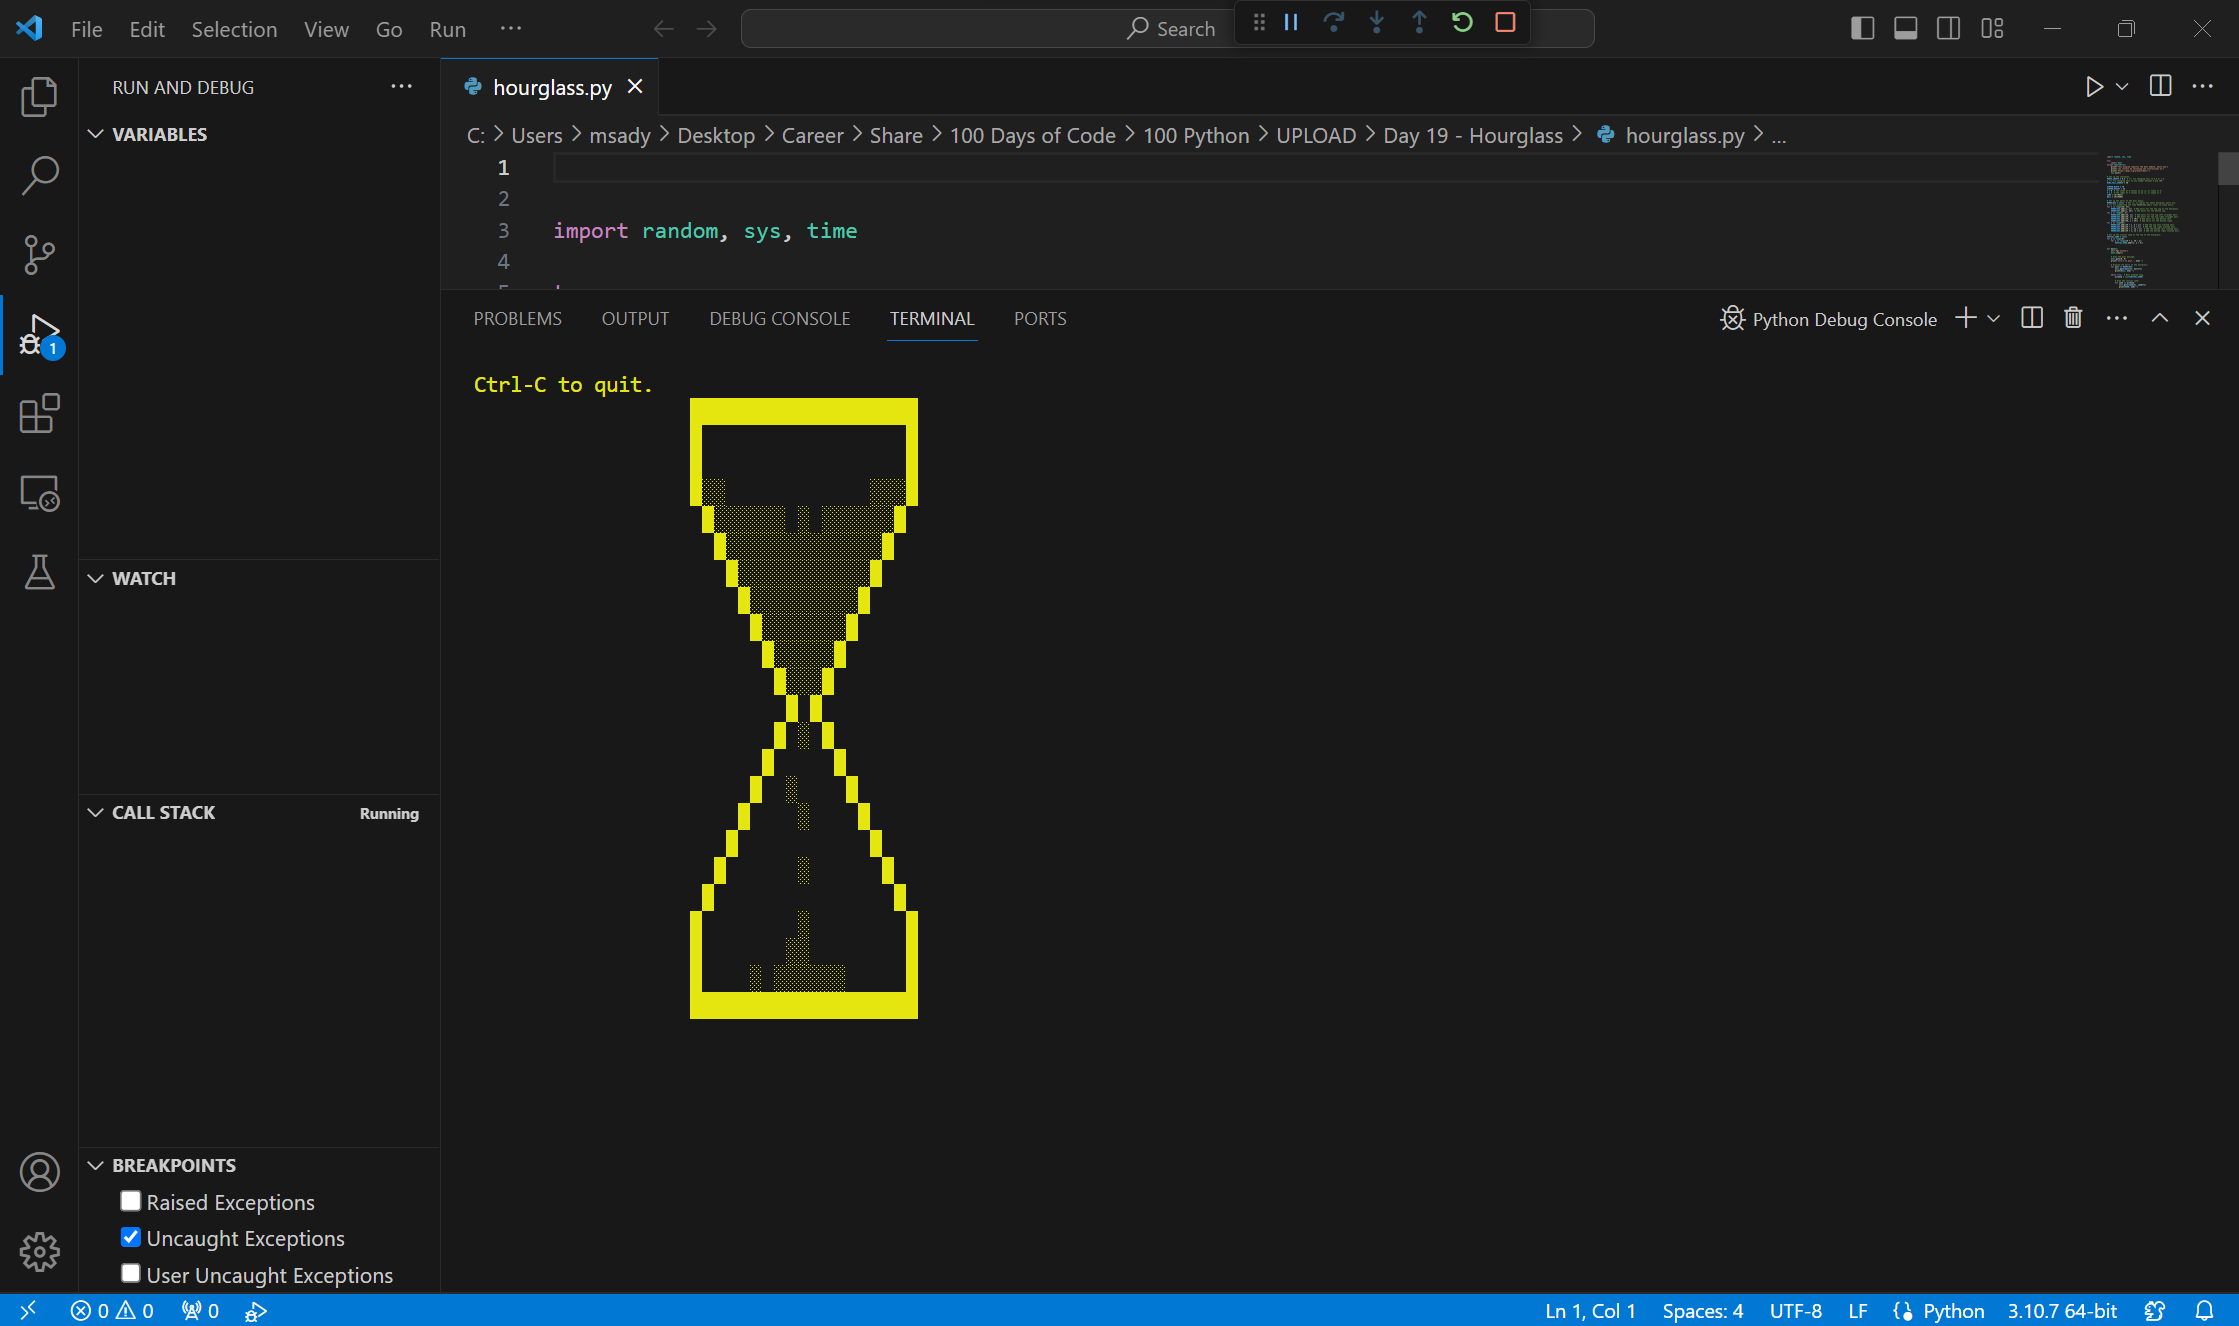 File Edit Selection View Go Run ··· Search
RUN AND DEBUG ···
hourglass.py
VARIABLES
C: > Users > msady > Desktop > Career > Share > 100 Days of Code > 100 Python > UPLOAD > Day 19 - Hourglass > hourglass.py > ...
1
2
3 import random, sys, time
4
PROBLEMS OUTPUT DEBUG CONSOLE TERMINAL PORTS Python Debug Console
Ctrl-C to quit.
WATCH
CALL STACK Running
BREAKPOINTS
Raised Exceptions
Uncaught Exceptions
User Uncaught Exceptions
1
0 0 0 Ln 1, Col 1 Spaces: 4 UTF-8 LF Python 3.10.7 64-bit